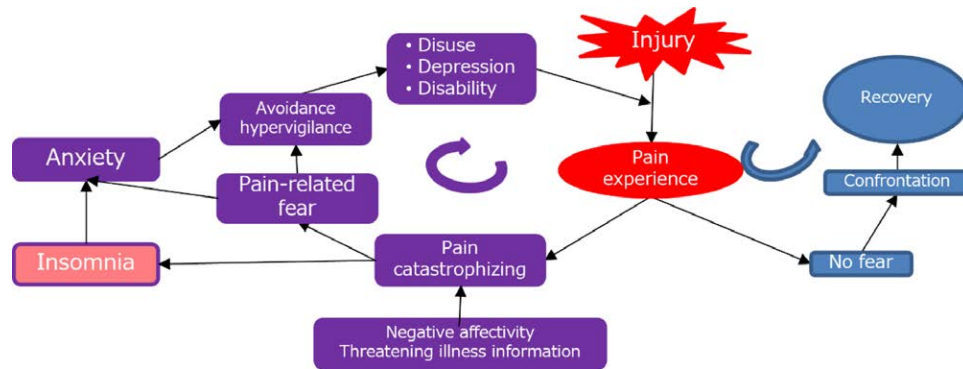 • Disuse
• Depression
• Disability
Injury
Recovery
Avoidance
hypervigilance
Anxiety
Pain
experience
Pain-related
fear
Confrontation
Insomnia
Pain
catastrophizing
No fear
Negative affectivity
Threatening illness information